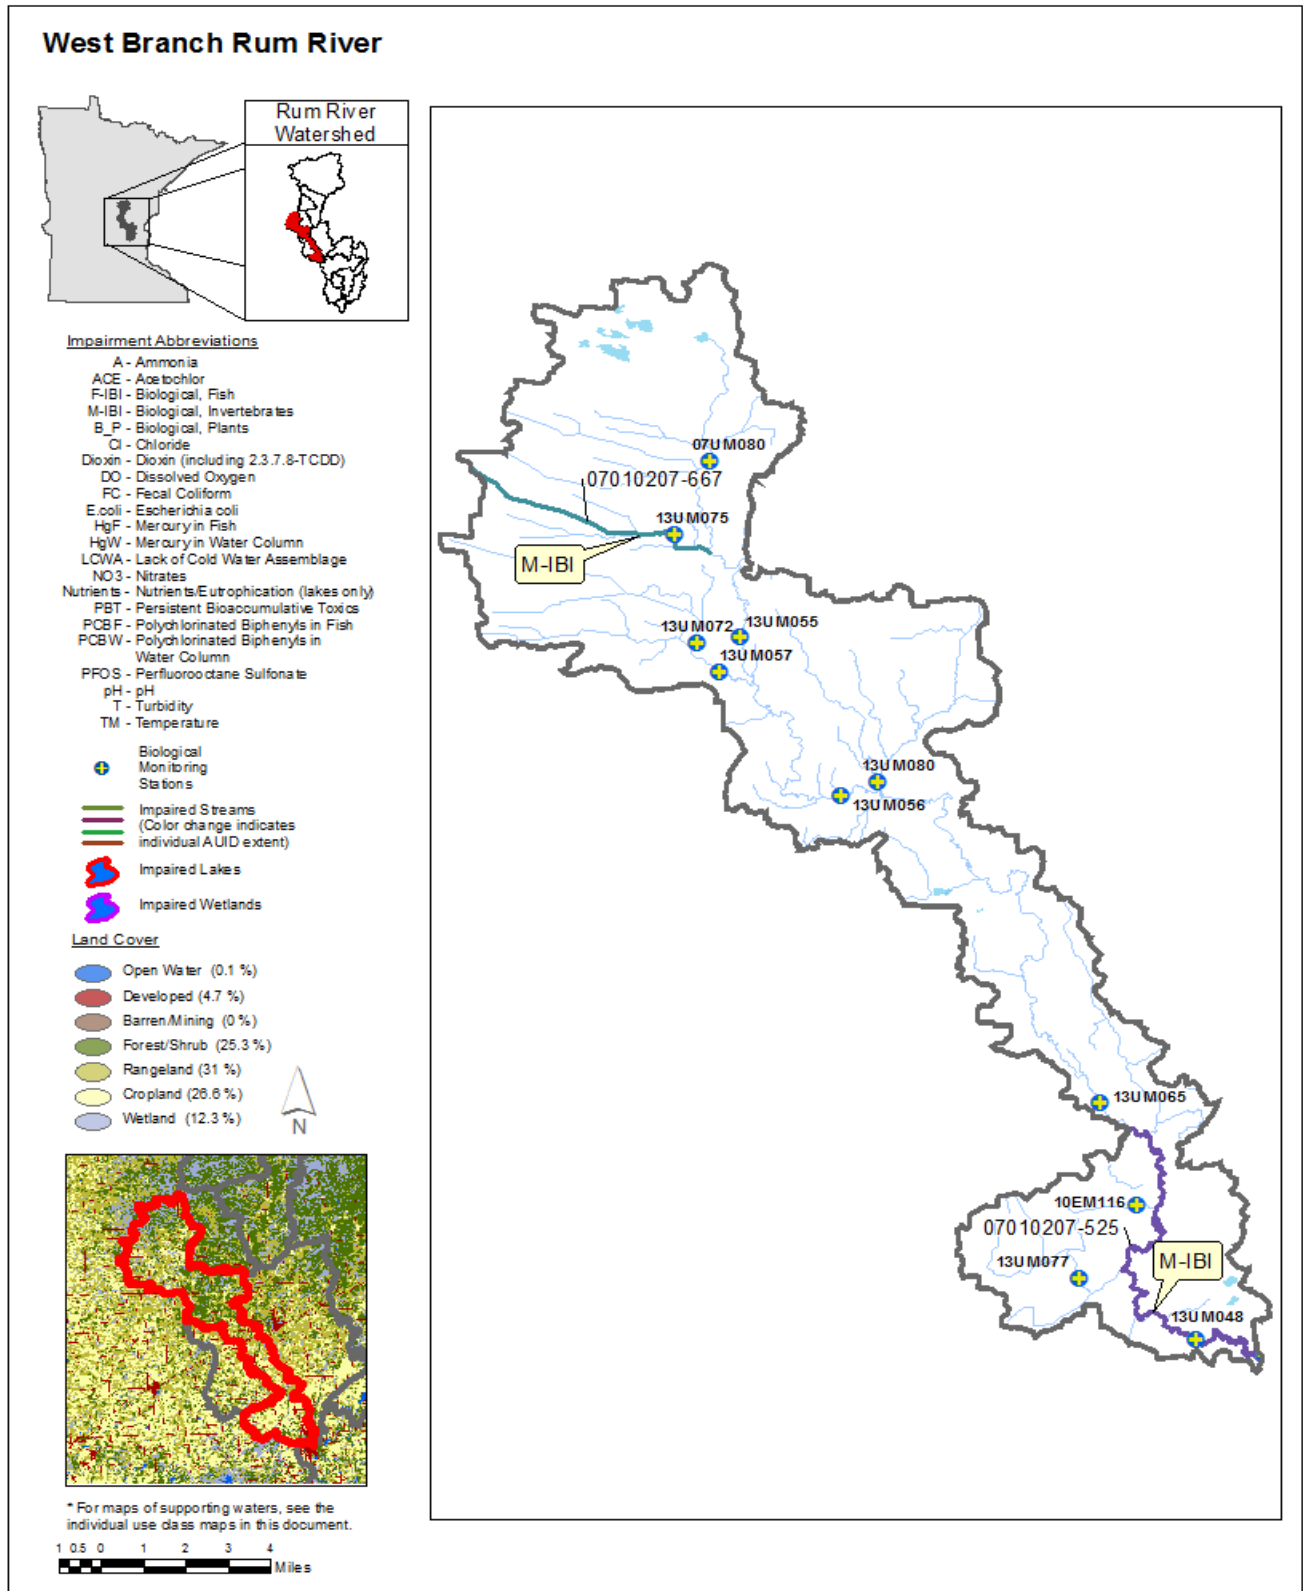 West Branch Rum River
Rum River
Watershed
Impairment Abbreviations
A - Ammonia
ACE - Acetochlor
F-IBI - Biological, Fish
M-IBI - Biological, Invertebrates
B_P - Biological, Plants
Cl - Chloride
Dioxin - Dioxin (including 2.3.7.8-TCDD)
DO - Dissolved Oxygen
FC - Fecal Coliform
E.coli - Escherichia coli
HgF - Mercury in Fish
HgW - Mercury in Water Column
LCWA - Lack of Cold Water Assemblage
NO3 - Nitrates
Nutrients - Nutrients/Eutrophication (lakes only)
PBT - Persistent Bioaccumulative Toxics
PCBF - Polychlorinated Biphenyls in Fish
PCBW - Polychlorinated Biphenyls in
Water Column
PFOS - Perfluorooctane Sulfonate
pH - pH
T - Turbidity
TM - Temperature
Biological
Monitoring
Stations
Impaired Streams
(Color change indicates
individual AUID extent)
Impaired Lakes
Impaired Wetlands
Land Cover
Open Water (0.1 %)
Developed (4.7 %)
Barren/Mining (0 %)
Forest/Shrub (25.3 %)
Rangeland (31 %)
Cropland (26.6 %)
Wetland (12.3 %)
N
* For maps of supporting waters, see the
individual use class maps in this document.
1 0.5 0 1 2 3 4
Miles
07UM080
07010207-667
13UM075
M-IBI
13UM072
13UM055
13UM057
13UM080
13UM056
13UM065
10EM116
07010207-525
13UM077
M-IBI
13UM048